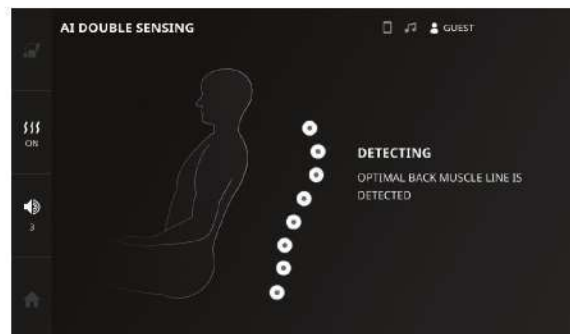 AI DOUBLE SENSING
GUEST
ON
3
DETECTING
OPTIMAL BACK MUSCLE LINE IS
DETECTED